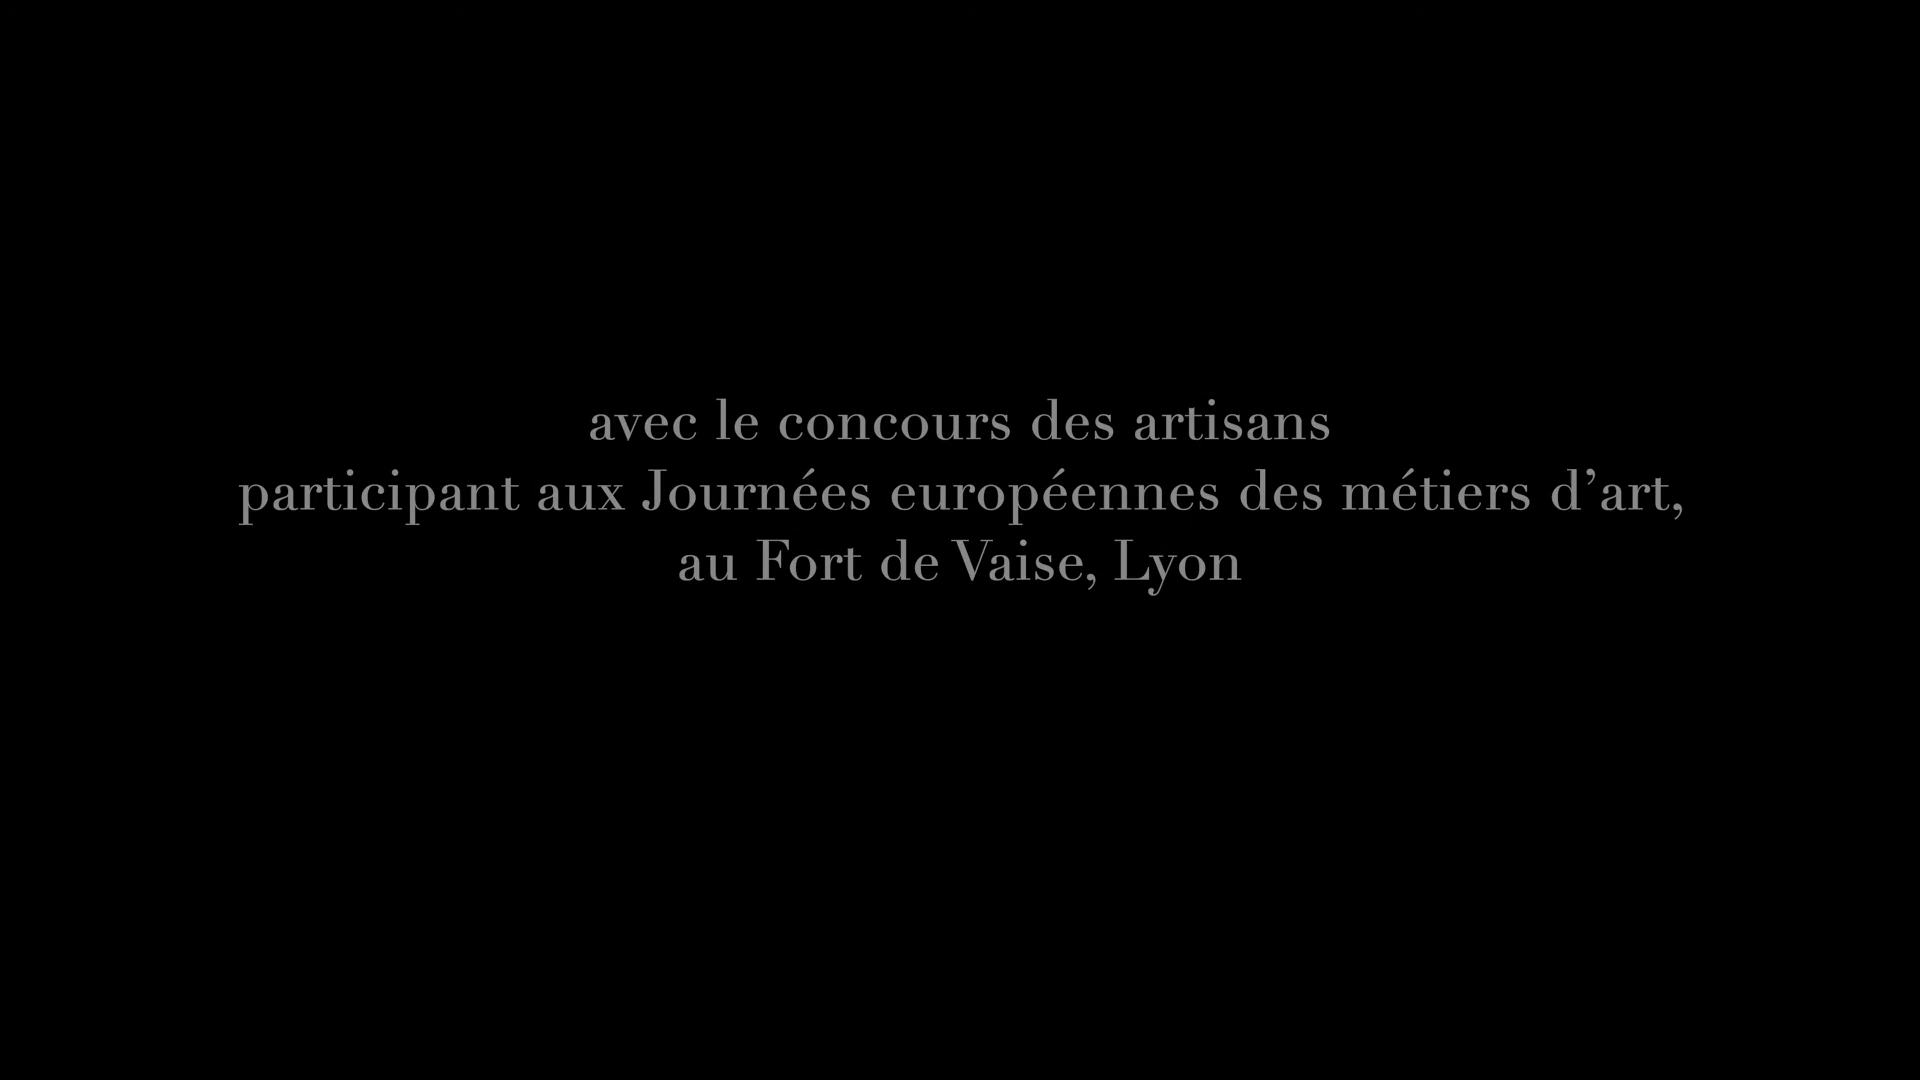 avec le concours des artisans
participant aux Journées européennes des métiers d’art,
au Fort de Vaise, Lyon